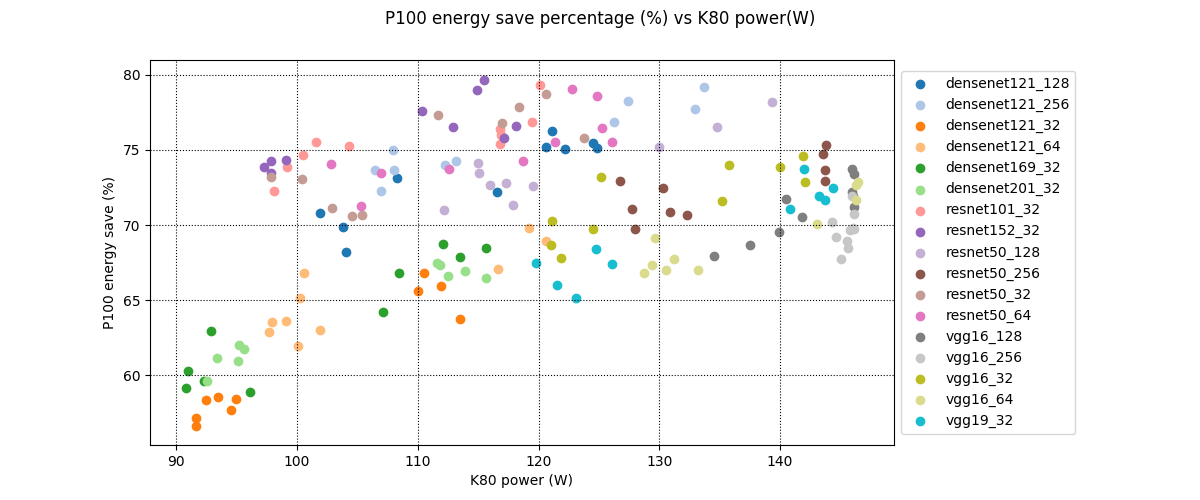 P100 energy save percentage (%) vs K80 power(W)
P100 energy save (%)
80
75
70
65
60
90
100
110
120
130
140
K80 power (W)
densenet121_128
densenet121_256
densenet121_32
densenet121_64
densenet169_32
densenet201_32
resnet101_32
resnet152_32
resnet50_128
resnet50_256
resnet50_32
resnet50_64
vgg16_128
vgg16_256
vgg16_32
vgg16_64
vgg19_32